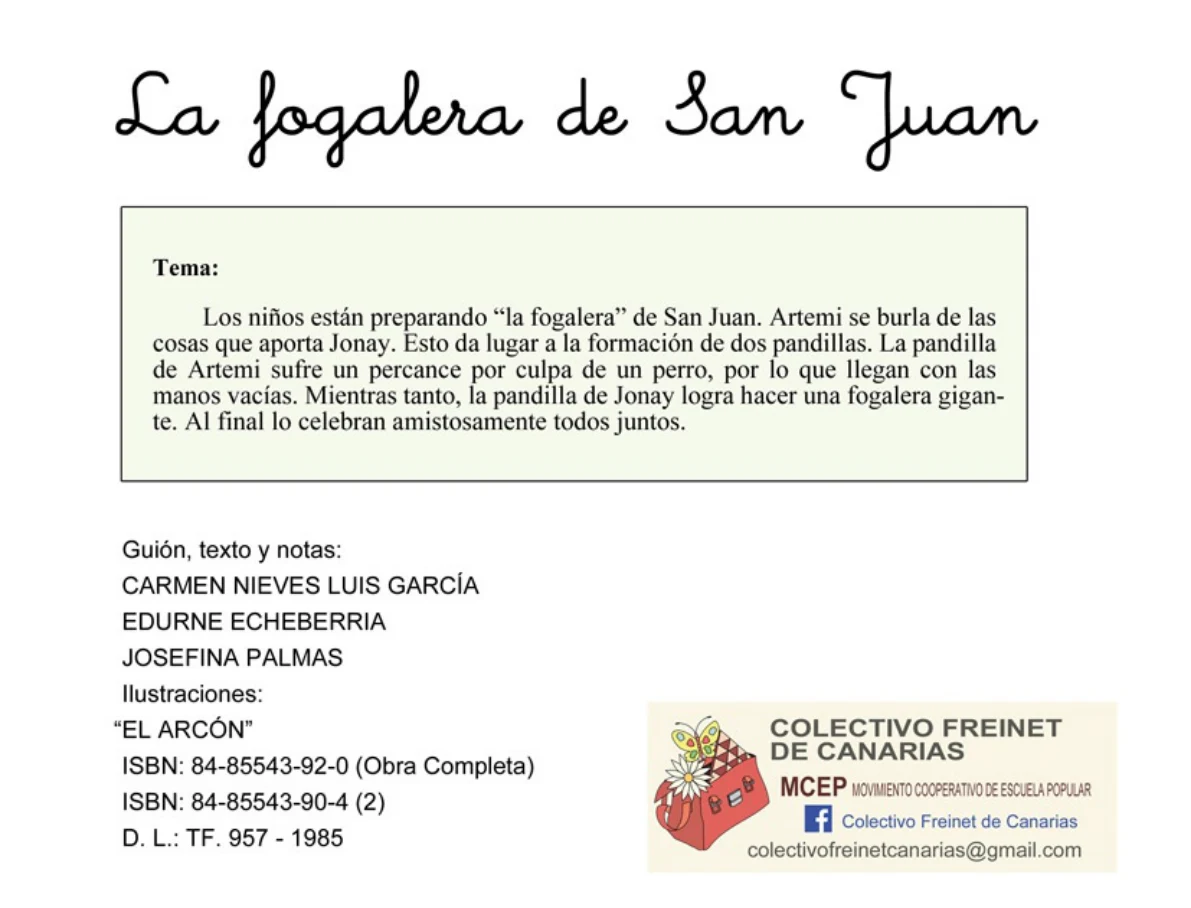 La fogalera de San Juan
Tema:
Los niños están preparando “la fogalera” de San Juan. Artemi se burla de las
cosas que aporta Jonay. Esto da lugar a la formación de dos pandillas. La pandilla
de Artemi sufre un percance por culpa de un perro, por lo que llegan con las
manos vacías. Mientras tanto, la pandilla de Jonay logra hacer una fogalera gigan-
te. Al final lo celebran amistosamente todos juntos.
Guión, texto y notas:
CARMEN NIEVES LUIS GARCÍA
EDURNE ECHEBERRIA
JOSEFINA PALMAS
Ilustraciones:
“EL ARCÓN”
ISBN: 84-85543-92-0 (Obra Completa)
ISBN: 84-85543-90-4 (2)
D. L.: TF. 957 - 1985
COLECTIVO FREINET
DE CANARIAS
MCEP MOVIMIENTO COOPERATIVO DE ESCUELA POPULAR
f Colectivo Freinet de Canarias
colectivofreinetcanarias@gmail.com